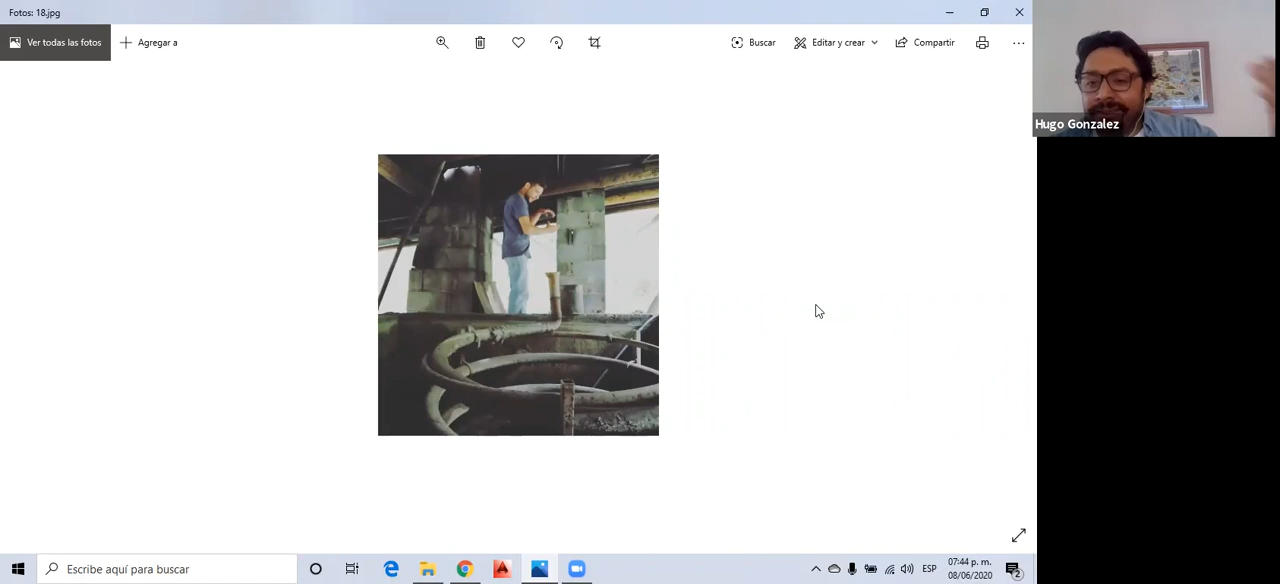 Fotos: 18.jpg
Ver todas las fotos
Agregar a
Buscar
Editar y crear
Compartir
Hugo Gonzalez
Escribe aquí para buscar
ESP
07:44 p. m.
08/06/2020
2